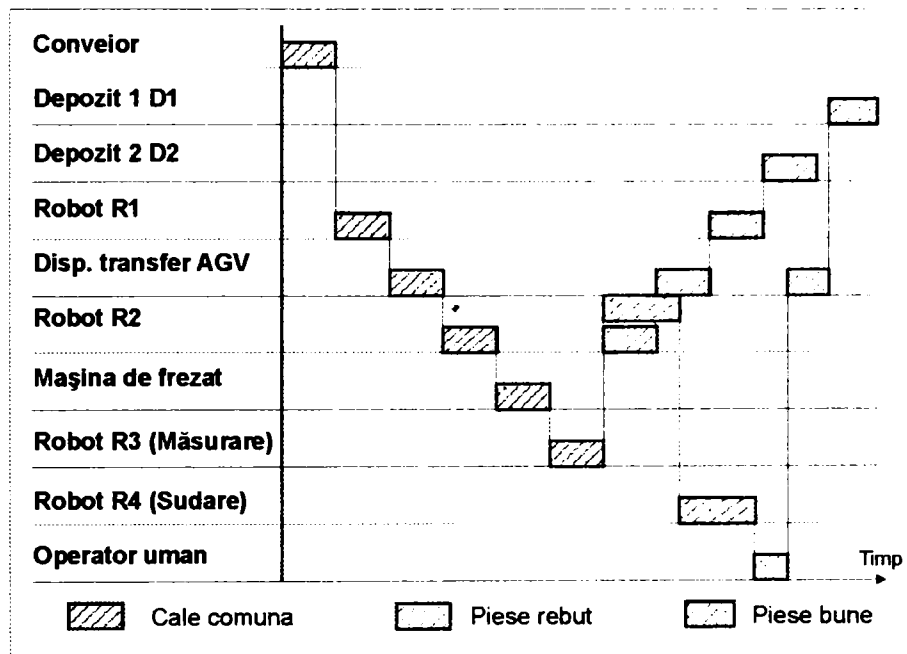 Conveior
Depozit 1 D1
Depozit 2 D2
Robot R1
Disp. transfer AGV
Robot R2
Maşina de frezat
Robot R3 (Măsurare)
Robot R4 (Sudare)
Operator uman
Timp
Cale comuna
Piese rebut
Piese bune